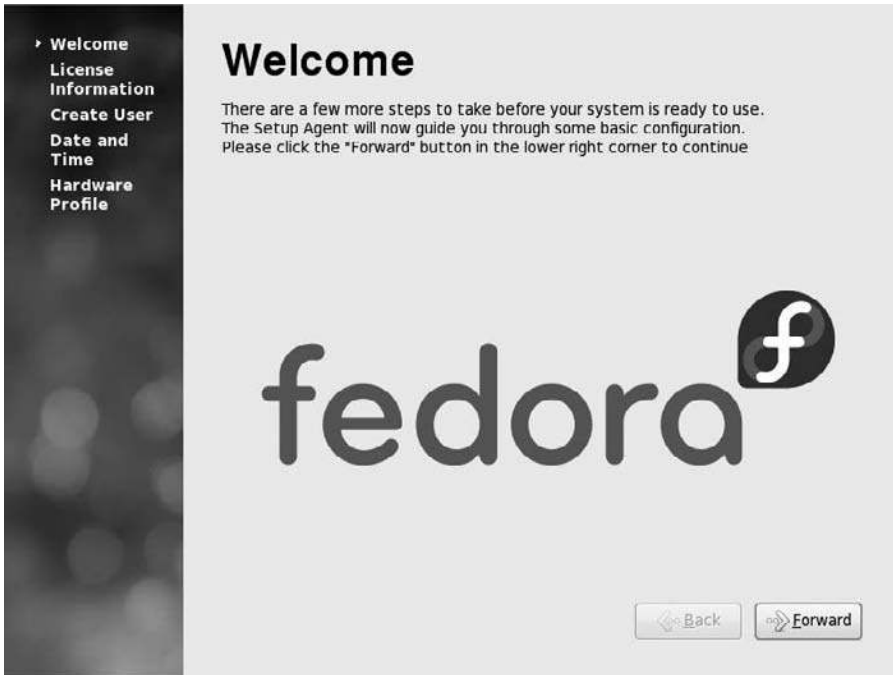 Welcome
License
Information
Create User
Date and
Time
Hardware
Profile
Welcome
There are a few more steps to take before your system is ready to use.
The Setup Agent will now guide you through some basic configuration.
Please click the "Forward" button in the lower right corner to continue
fedora
f
Back
Forward